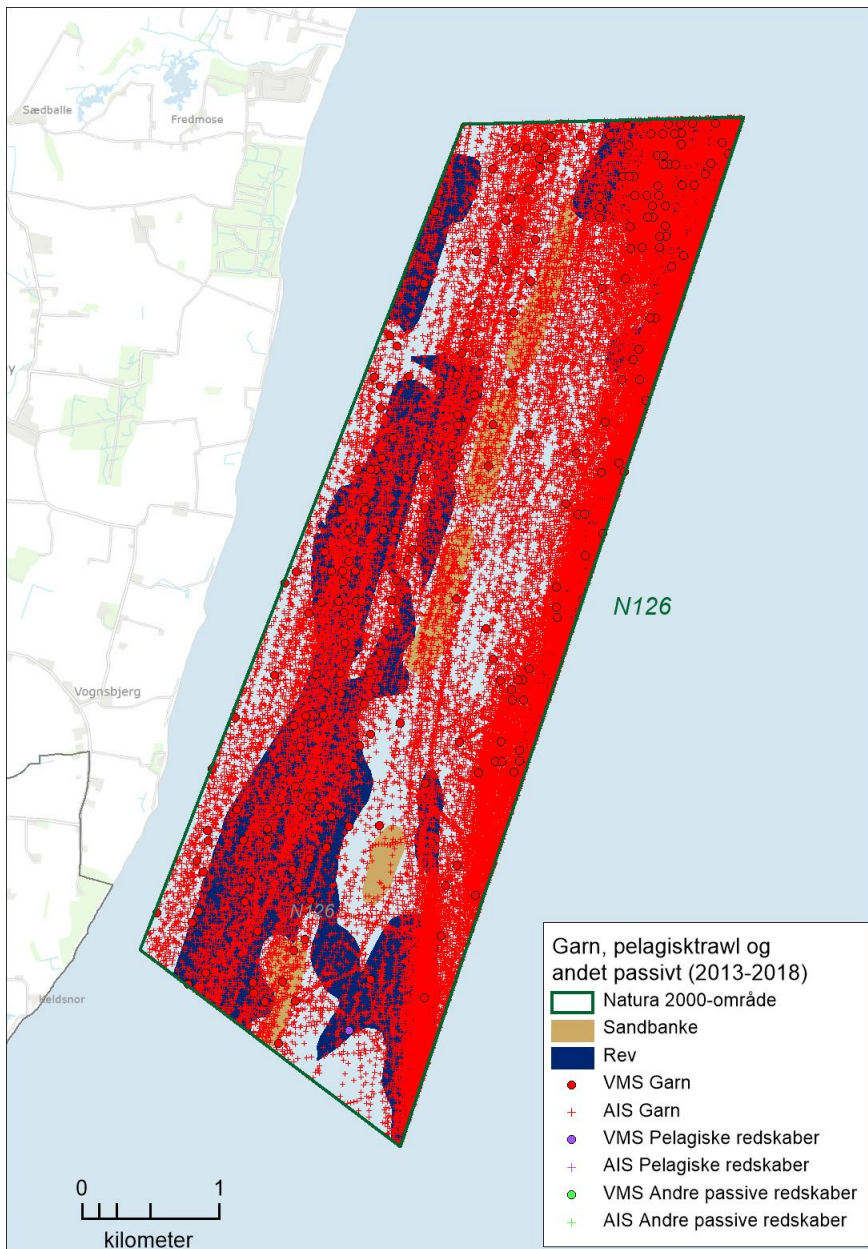 Sædballe
Fredmose
y
N126
Vognsbjerg
N126
Keldsnor
Garn, pelagisktrawl og
andet passivt (2013-2018)
Natura 2000-område
Sandbanke
Rev
VMS Garn
AIS Garn
VMS Pelagiske redskaber
AIS Pelagiske redskaber
VMS Andre passive redskaber
AIS Andre passive redskaber
0 1
kilometer